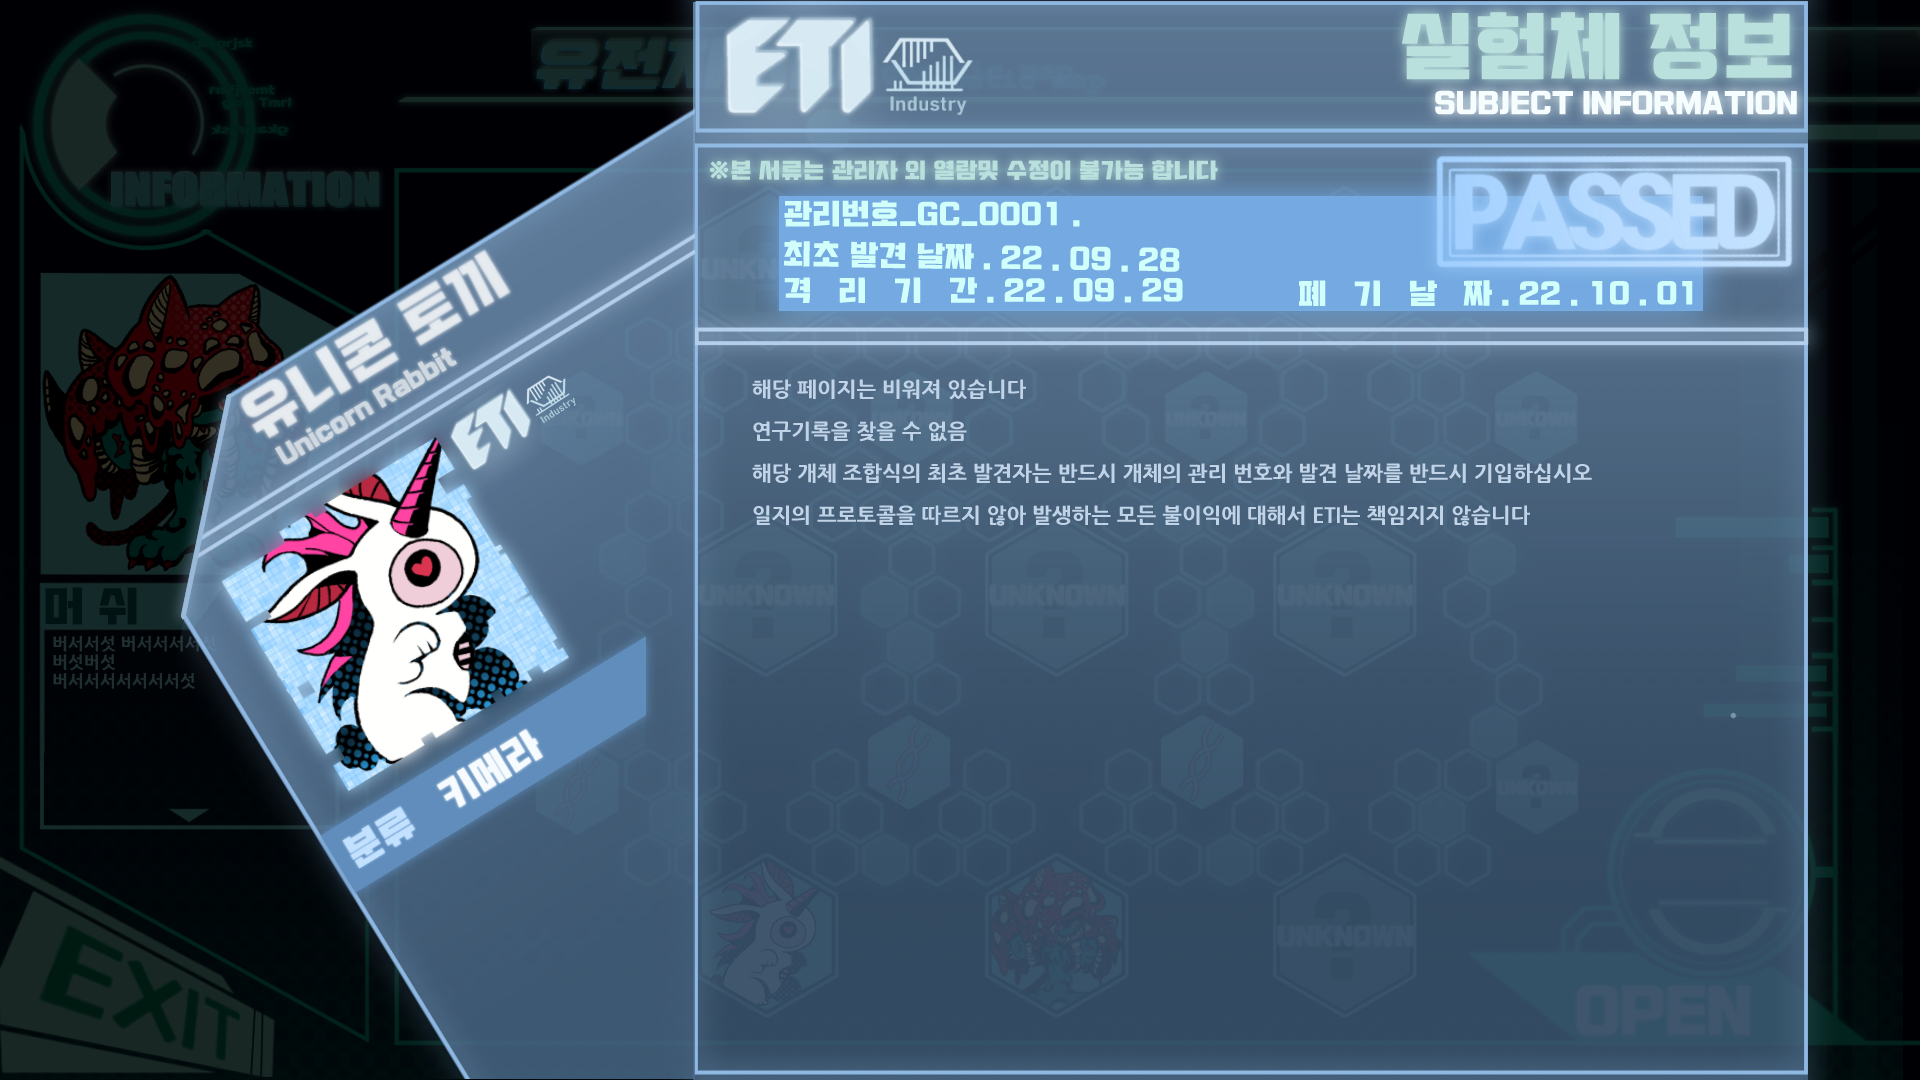 ETI
Industry
실험체 정보
SUBJECT INFORMATION
※본 서류는 관리자 외 열람및 수정이 불가능 합니다
PASSED
관리번호_GC_0001.
최초 발견 날짜.22.09.28
격 리 기 간.22.09.29
폐 기 날 짜.22.10.01
해당 페이지는 비워져 있습니다
연구기록을 찾을 수 없음
해당 개체 조합식의 최초 발견자는 반드시 개체의 관리 번호와 발견 날짜를 반드시 기입하십시오
일지의 프로토콜을 따르지 않아 발생하는 모든 불이익에 대해서 ETI는 책임지지 않습니다
유니콘 토끼
Unicorn Rabbit
ETI
Industry
분류 키메라
유전자
INFORMATION
머 쉬
버서서섯 버서서서서
버섯버섯
버서서서서서서서섯
EXIT
UNKNOWN
UNKNOWN
UNKNOWN
UNKNOWN
UNKNOWN
OPEN